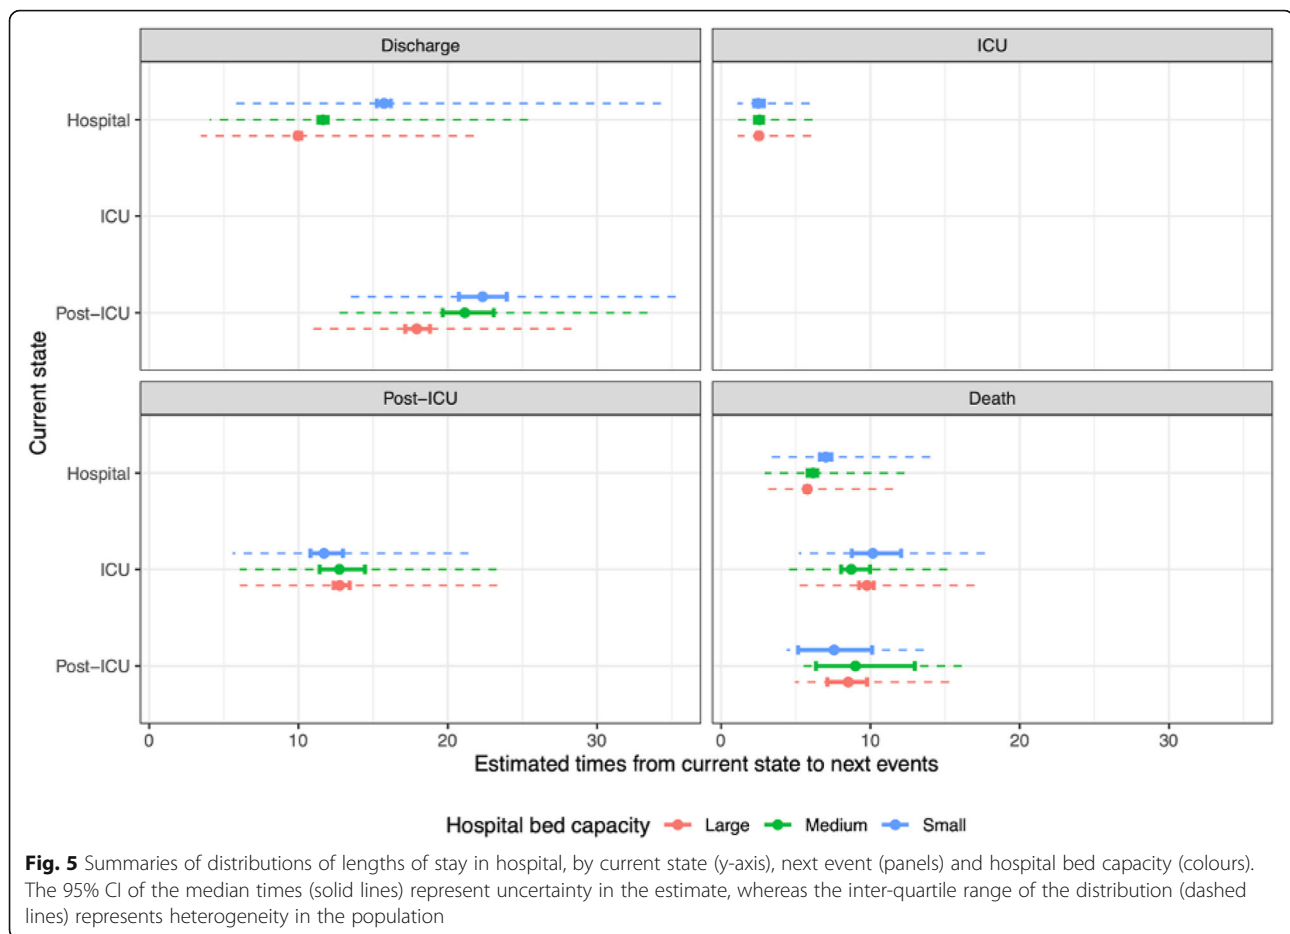 Discharge
ICU
Hospital
ICU
Post−ICU
Post−ICU
Death
Hospital
ICU
Post−ICU
Current state
0 10 20 30 0 10 20 30
Estimated times from current state to next events
Hospital bed capacity Large Medium Small
Fig. 5 Summaries of distributions of lengths of stay in hospital, by current state (y-axis), next event (panels) and hospital bed capacity (colours).
The 95% CI of the median times (solid lines) represent uncertainty in the estimate, whereas the inter-quartile range of the distribution (dashed
lines) represents heterogeneity in the population